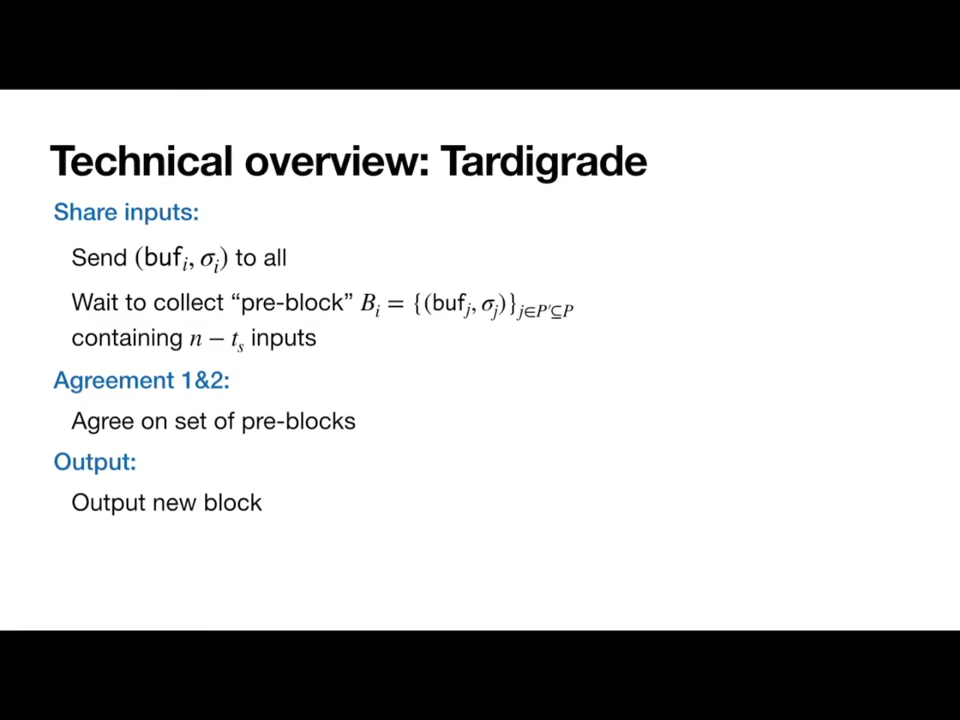 Technical overview: Tardigrade
Share inputs:
Send (buf_i, σ_i) to all
Wait to collect “pre-block” B_i = {(buf_j, σ_j)}_{j∈P′⊆P}
containing n − t_s inputs
Agreement 1&2:
Agree on set of pre-blocks
Output:
Output new block